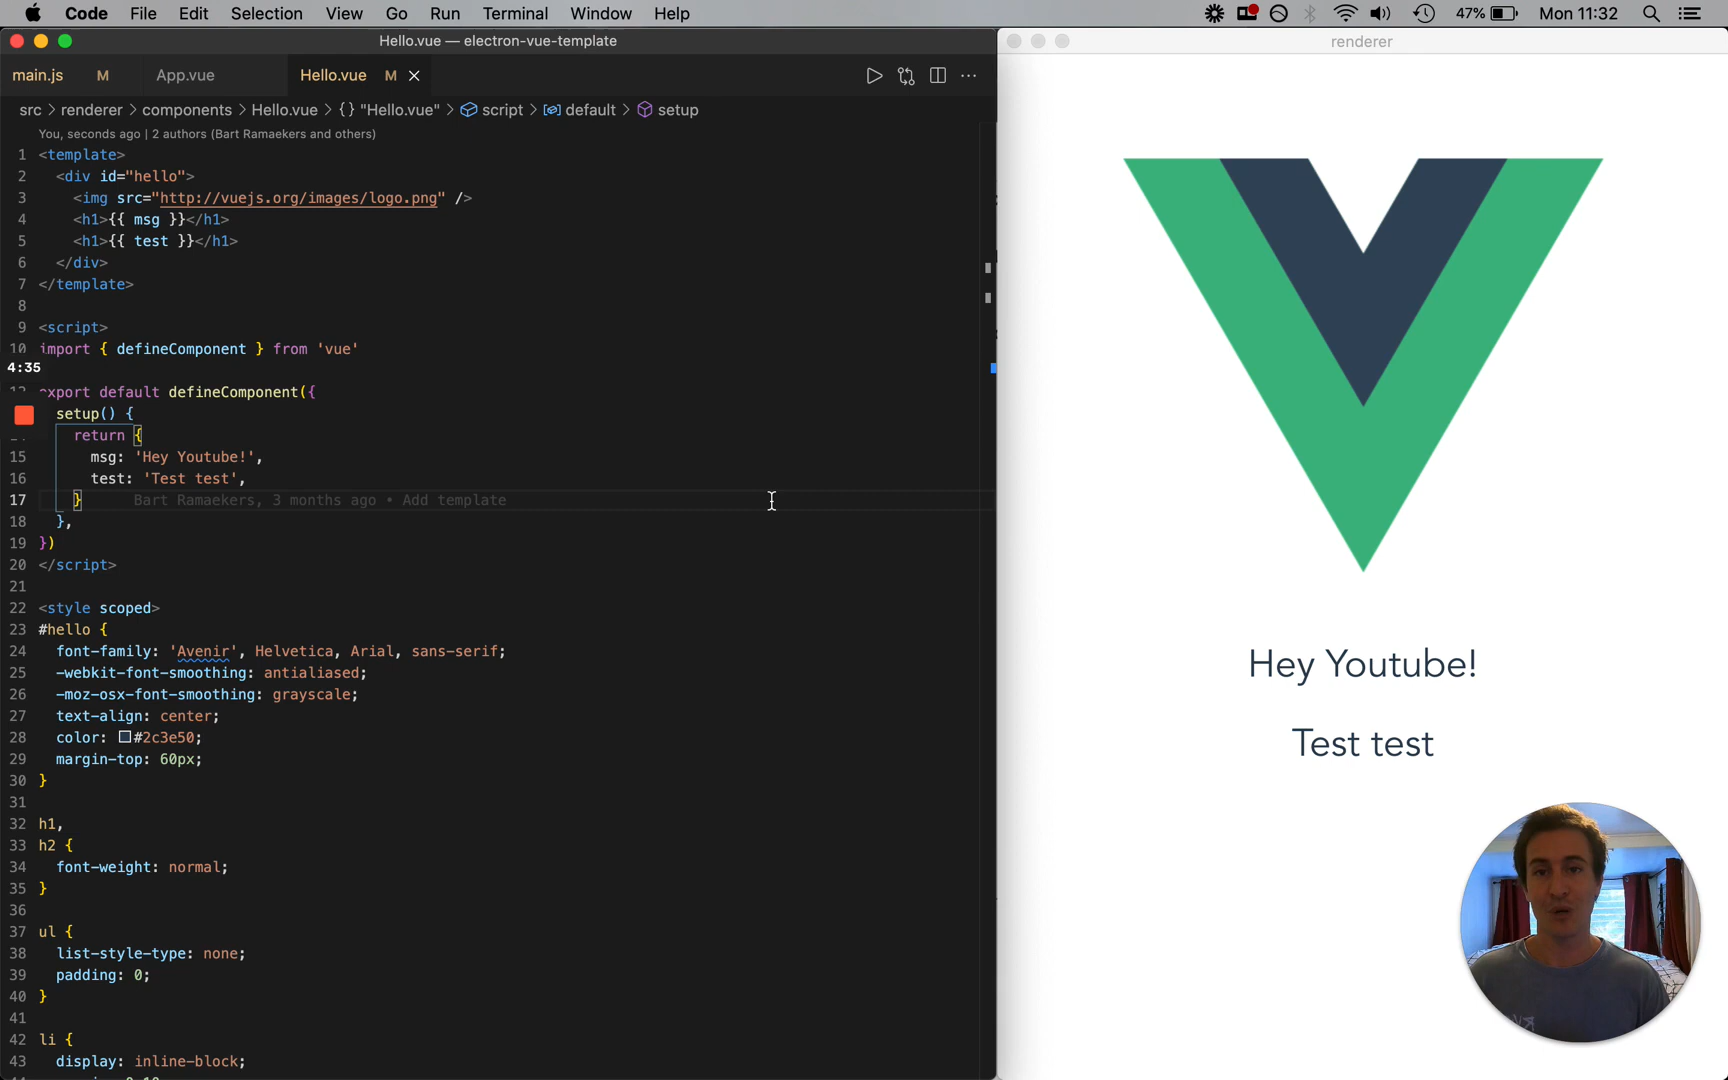 Code File Edit Selection View Go Run Terminal Window Help 47% Mon 11:32
Hello.vue — electron-vue-template
main.js M App.vue Hello.vue M
src > renderer > components > Hello.vue > {} "Hello.vue" > script > default > setup
You, seconds ago | 2 authors (Bart Ramaekers and others)
1 <template>
2 <div id="hello">
3 <img src="http://vuejs.org/images/logo.png" />
4 <h1>{{ msg }}</h1>
5 <h1>{{ test }}</h1>
6 </div>
7 </template>
8
9 <script>
10 import { defineComponent } from 'vue'
4:35
12 export default defineComponent({
setup() {
return {
15 msg: 'Hey Youtube!',
16 test: 'Test test',
17 } Bart Ramaekers, 3 months ago • Add template
18 },
19 })
20 </script>
21
22 <style scoped>
23 #hello {
24 font-family: 'Avenir', Helvetica, Arial, sans-serif;
25 -webkit-font-smoothing: antialiased;
26 -moz-osx-font-smoothing: grayscale;
27 text-align: center;
28 color: #2c3e50;
29 margin-top: 60px;
30 }
31
32 h1,
33 h2 {
34 font-weight: normal;
35 }
36
37 ul {
38 list-style-type: none;
39 padding: 0;
40 }
41
42 li {
43 display: inline-block;
renderer
Hey Youtube!
Test test